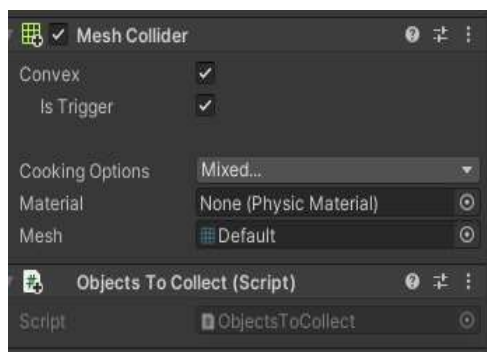 Mesh Collider
Convex
Is Trigger
Cooking Options Mixed...
Material None (Physic Material)
Mesh Default
Objects To Collect (Script)
Script ObjectsToCollect